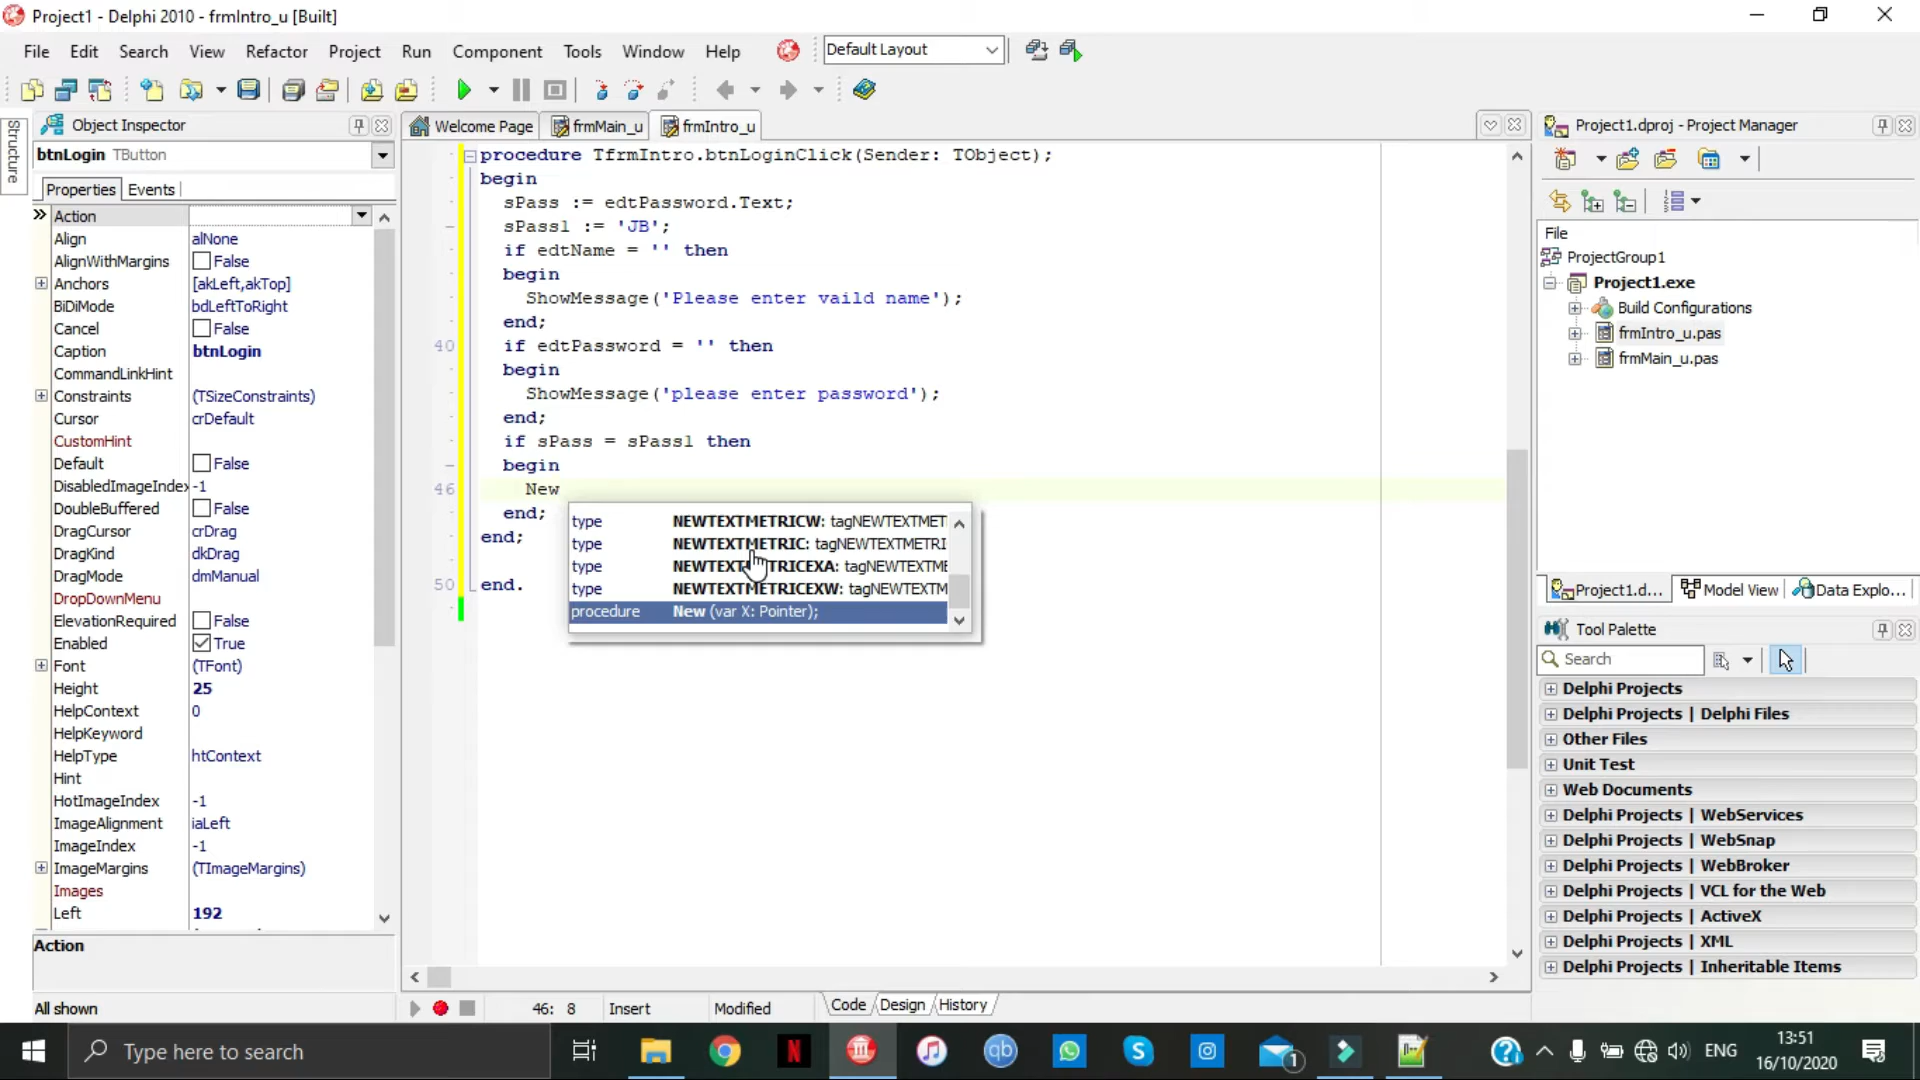 Project1 - Delphi 2010 - frmIntro_u [Built]
File Edit Search View Refactor Project Run Component Tools Window Help Default Layout
Structure
Object Inspector
btnLogin TButton
Properties Events
Action
Align alNone
AlignWithMargins False
Anchors [akLeft,akTop]
BiDiMode bdLeftToRight
Cancel False
Caption btnLogin
CommandLinkHint
Constraints (TSizeConstraints)
Cursor crDefault
CustomHint
Default False
DisabledImageIndex -1
DoubleBuffered False
DragCursor crDrag
DragKind dkDrag
DragMode dmManual
DropDownMenu
ElevationRequired False
Enabled True
Font (TFont)
Height 25
HelpContext 0
HelpKeyword
HelpType htContext
Hint
HotImageIndex -1
ImageAlignment iaLeft
ImageIndex -1
ImageMargins (TImageMargins)
Images
Left 192
Action
All shown
Welcome Page frmMain_u frmIntro_u
procedure TfrmIntro.btnLoginClick(Sender: TObject);
begin
sPass := edtPassword.Text;
sPass1 := 'JB';
if edtName = '' then
begin
ShowMessage('Please enter vaild name');
end;
40 if edtPassword = '' then
begin
ShowMessage('please enter password');
end;
if sPass = sPass1 then
begin
46 New
end;
end;
50 end.
type NEWTEXTMETRICW: tagNEWTEXTMET
type NEWTEXTMETRIC: tagNEWTEXTMETRI
type NEWTEXTMETRICEXA: tagNEWTEXTME
type NEWTEXTMETRICEXW: tagNEWTEXTM
procedure New (var X: Pointer);
46: 8 Insert Modified Code Design History
Project1.dproj - Project Manager
File
ProjectGroup1
Project1.exe
Build Configurations
frmIntro_u.pas
frmMain_u.pas
Project1.d... Model View Data Explo...
Tool Palette
Search
Delphi Projects
Delphi Projects | Delphi Files
Other Files
Unit Test
Web Documents
Delphi Projects | WebServices
Delphi Projects | WebSnap
Delphi Projects | WebBroker
Delphi Projects | VCL for the Web
Delphi Projects | ActiveX
Delphi Projects | XML
Delphi Projects | Inheritable Items
Type here to search
N qb S 1 ENG
13:51
16/10/2020